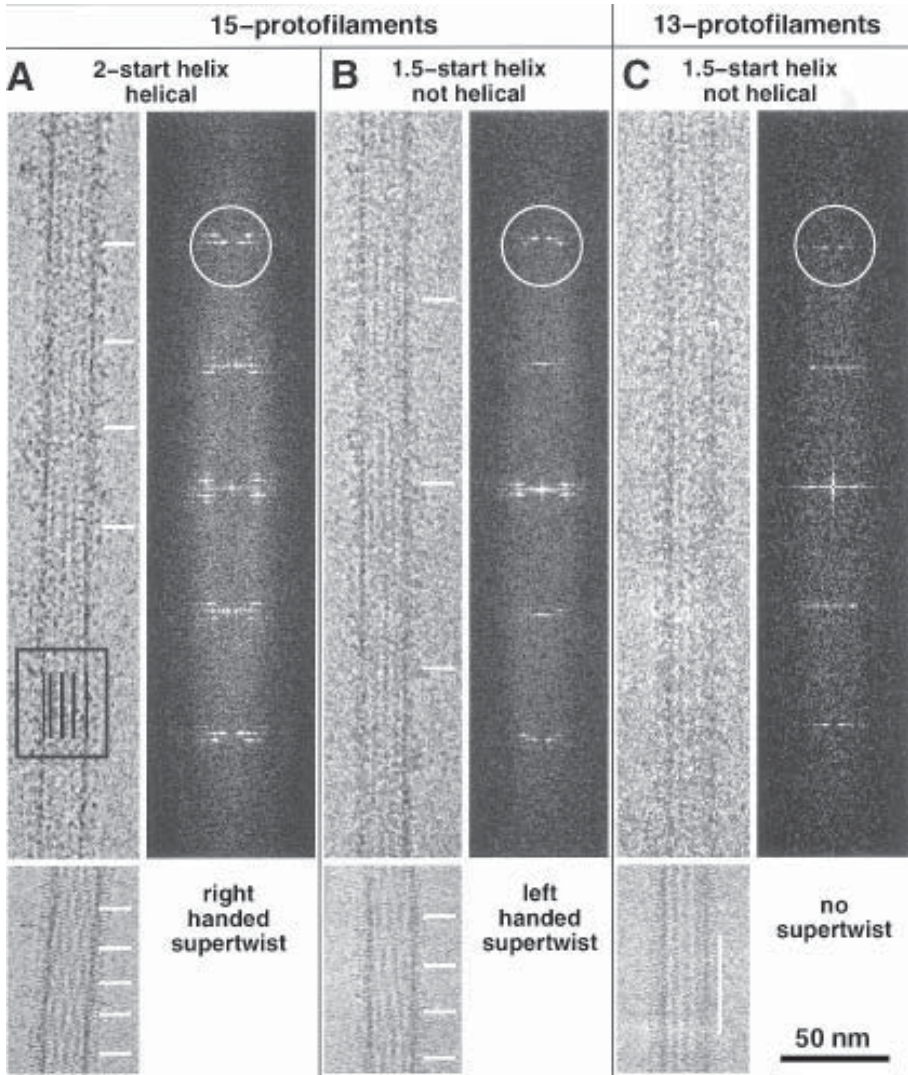 15–protofilaments
13–protofilaments
A
2–start helix
helical
B
1.5–start helix
not helical
C
1.5–start helix
not helical
right
handed
supertwist
left
handed
supertwist
no
supertwist
50 nm